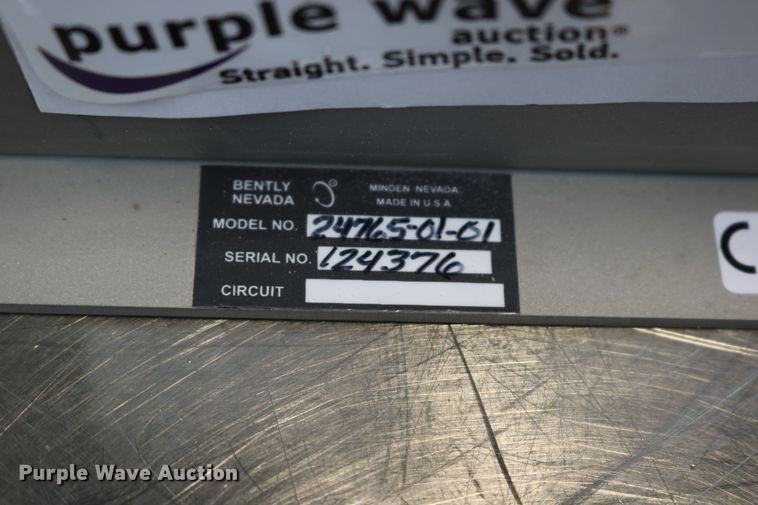 purple wave
auction®
Straight. Simple. Sold.
BENTLY NEVADA
MINDEN NEVADA
MADE IN U.S.A
MODEL NO. 24765-01-01
SERIAL NO. 124376
CIRCUIT
C
Purple Wave Auction